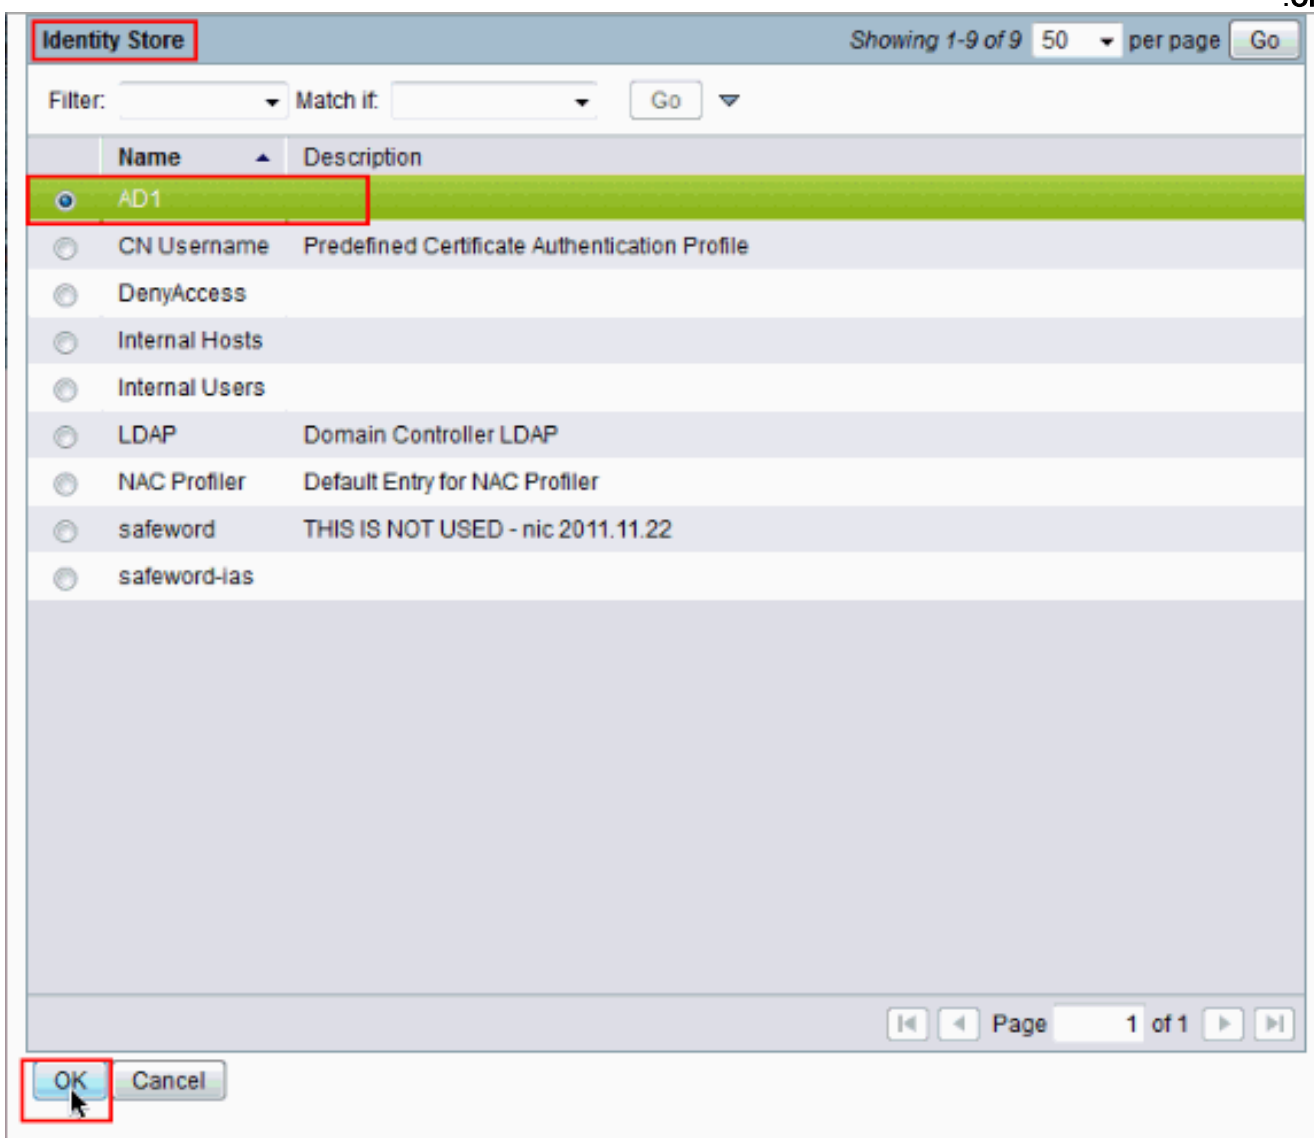 Identity Store Showing 1-9 of 9 50 per page Go
Filter: Match if: Go
Name Description
AD1
CN Username Predefined Certificate Authentication Profile
DenyAccess
Internal Hosts
Internal Users
LDAP Domain Controller LDAP
NAC Profiler Default Entry for NAC Profiler
safeword THIS IS NOT USED - nic 2011.11.22
safeword-ias
Page 1 of 1
OK Cancel